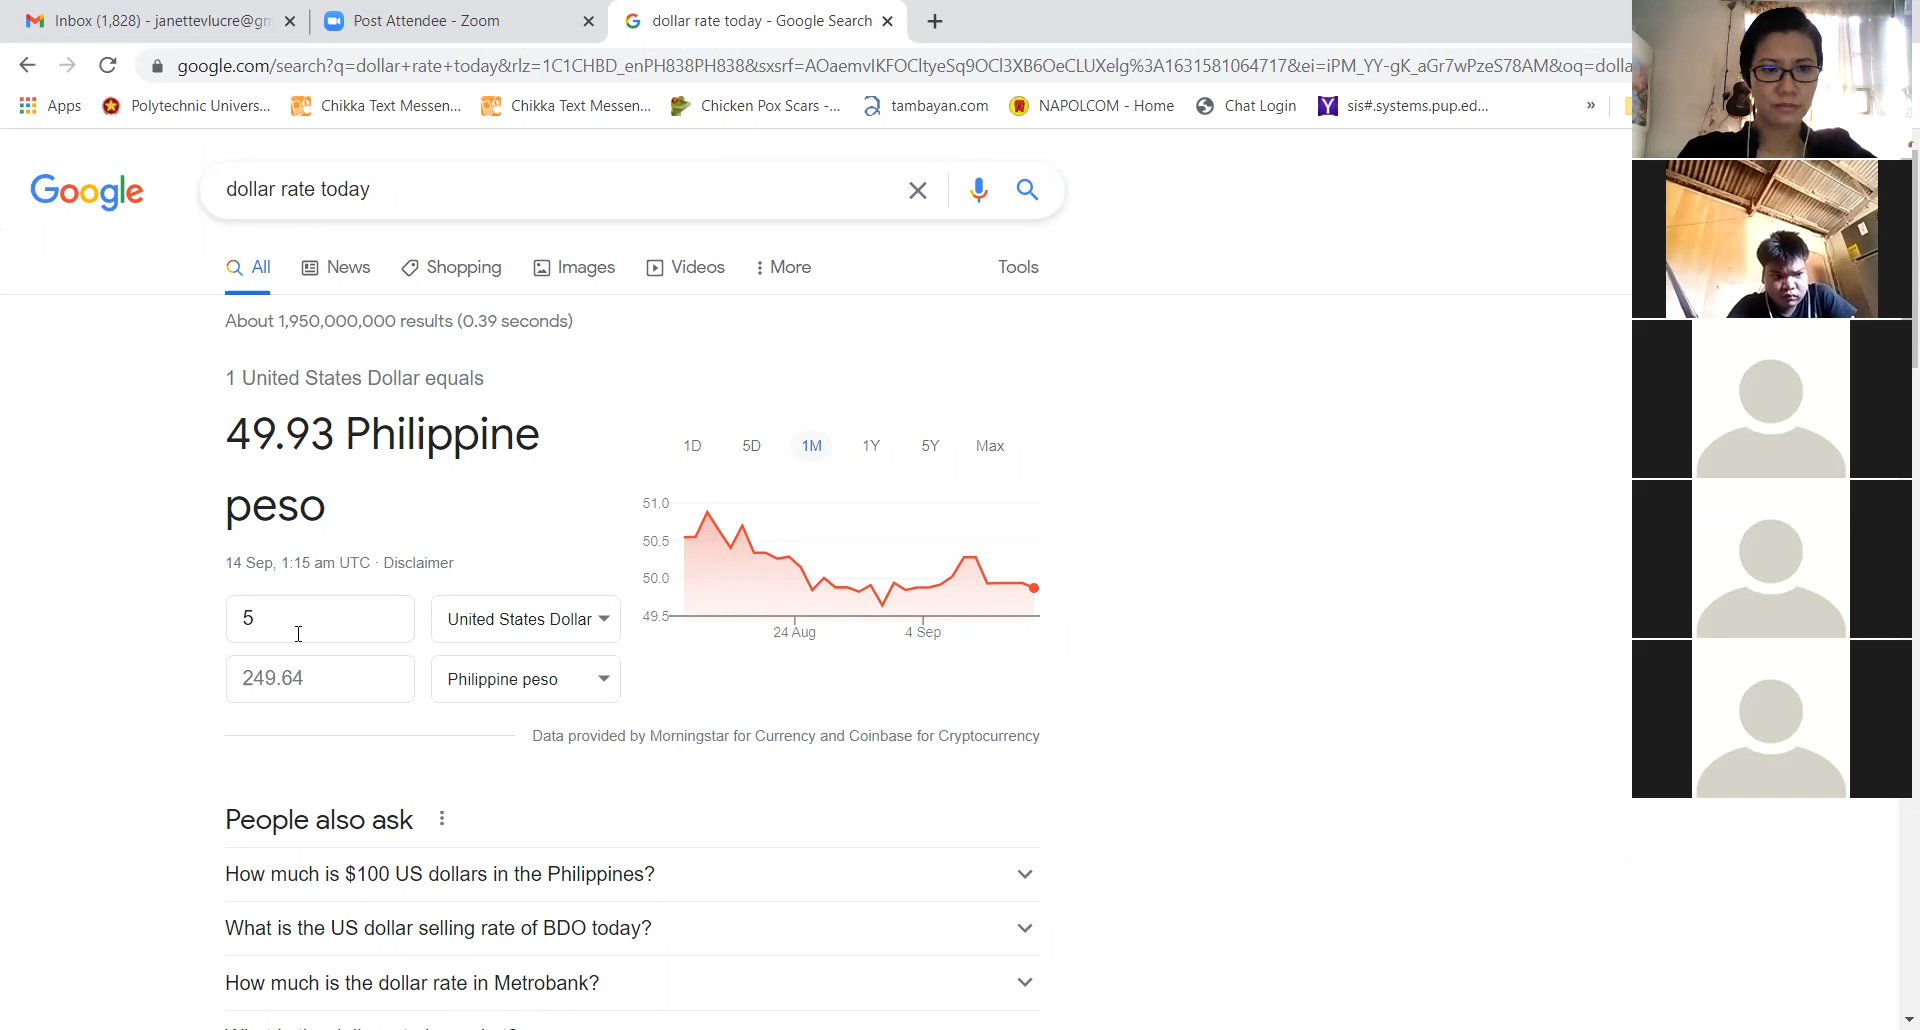 Inbox (1,828) - janettevlucre@gm
Post Attendee - Zoom
dollar rate today - Google Search
google.com/search?q=dollar+rate+today&rlz=1C1CHBD_enPH838PH838&sxsrf=AOaemvIKFOCltyeSq9OCl3XB6OeCLUXelg%3A1631581064717&ei=iPM_YY-gK_aGr7wPzeS78AM&oq=dolla
Apps
Polytechnic Univers...
Chikka Text Messen...
Chikka Text Messen...
Chicken Pox Scars -...
tambayan.com
NAPOLCOM - Home
Chat Login
sis#.systems.pup.ed...
»
Google
dollar rate today
All
News
Shopping
Images
Videos
More
Tools
About 1,950,000,000 results (0.39 seconds)
1 United States Dollar equals
49.93 Philippine
peso
14 Sep, 1:15 am UTC · Disclaimer
5
United States Dollar
249.64
Philippine peso
1D 5D 1M 1Y 5Y Max
51.0
50.5
50.0
49.5
24 Aug 4 Sep
Data provided by Morningstar for Currency and Coinbase for Cryptocurrency
People also ask
How much is $100 US dollars in the Philippines?
What is the US dollar selling rate of BDO today?
How much is the dollar rate in Metrobank?